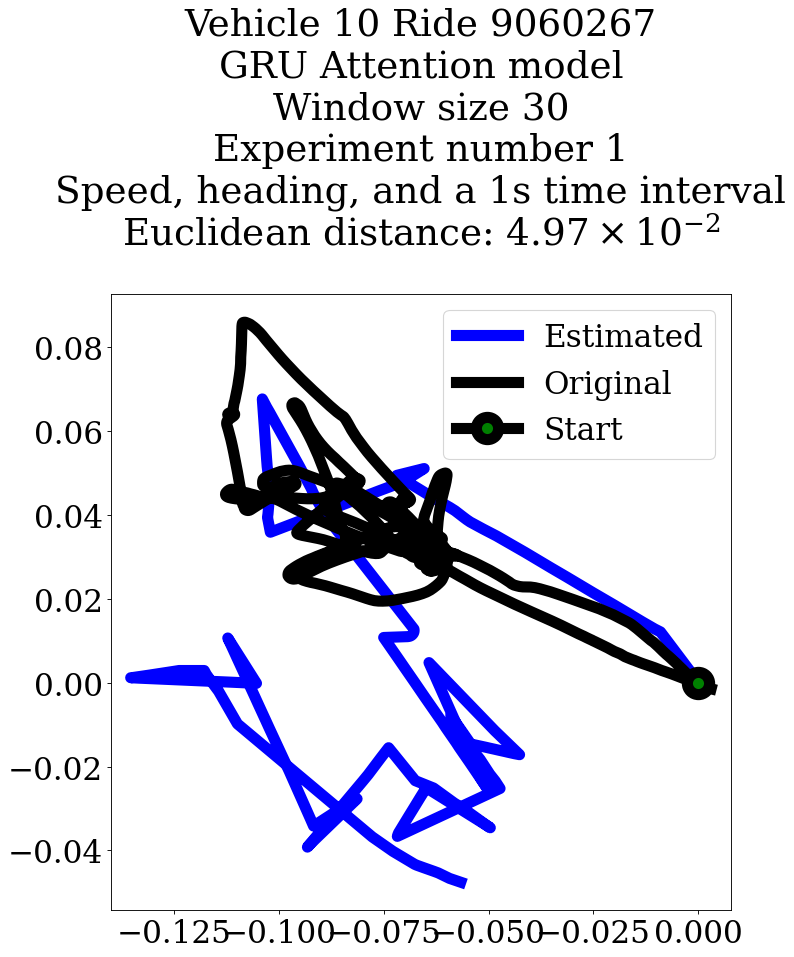 Vehicle 10 Ride 9060267
GRU Attention model
Window size 30
Experiment number 1
Speed, heading, and a 1s time interval
Euclidean distance: 4.97 × 10⁻²
Estimated
Original
Start
0.08
0.06
0.04
0.02
0.00
−0.02
−0.04
−0.125 −0.100 −0.075 −0.050 −0.025 0.000